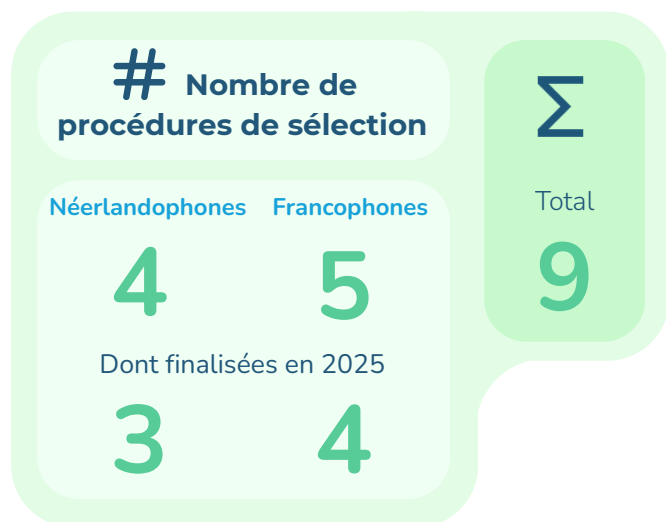 # Nombre de
procédures de sélection
Néerlandophones Francophones
4 5
Dont finalisées en 2025
3 4
Σ
Total
9